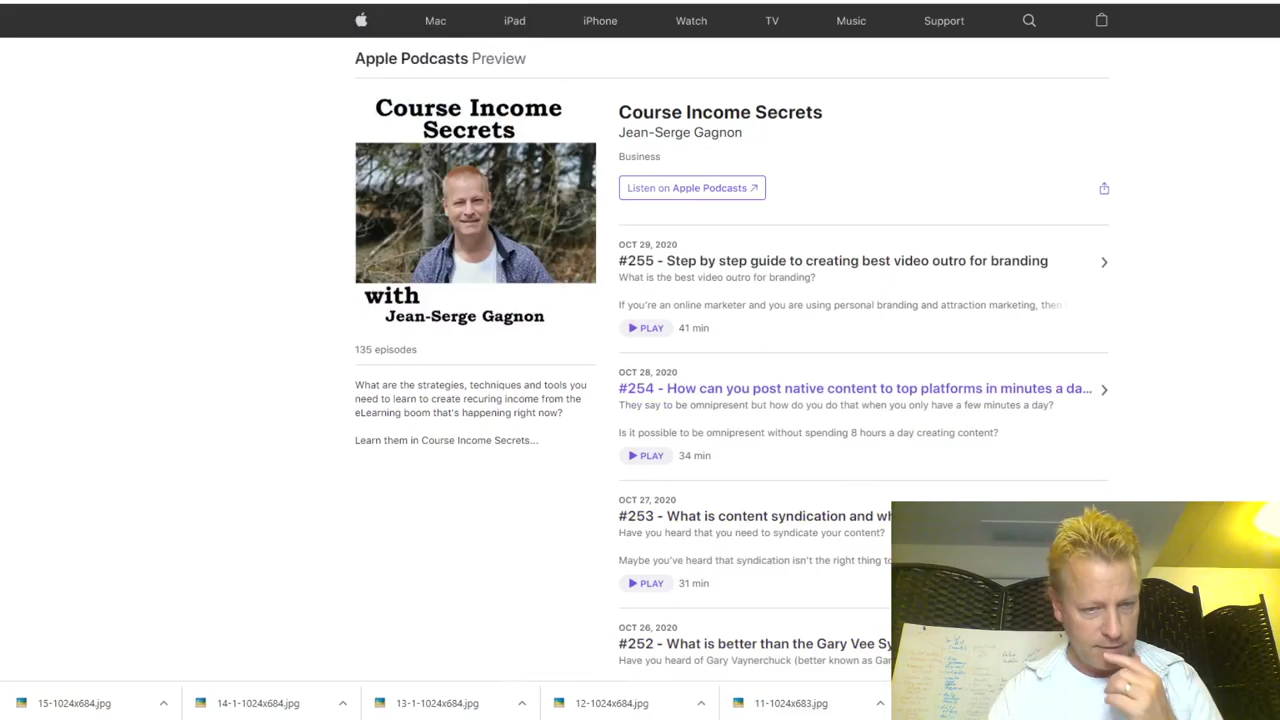 Mac iPad iPhone Watch TV Music Support
Apple Podcasts Preview
Course Income
Secrets
with
Jean-Serge Gagnon
135 episodes
What are the strategies, techniques and tools you
need to learn to create recuring income from the
eLearning boom that's happening right now?
Learn them in Course Income Secrets...
Course Income Secrets
Jean-Serge Gagnon
Business
Listen on Apple Podcasts ↗
OCT 29, 2020
#255 - Step by step guide to creating best video outro for branding
What is the best video outro for branding?
If you're an online marketer and you are using personal branding and attraction marketing, then
PLAY 41 min
OCT 28, 2020
#254 - How can you post native content to top platforms in minutes a da...
They say to be omnipresent but how do you do that when you only have a few minutes a day?
Is it possible to be omnipresent without spending 8 hours a day creating content?
PLAY 34 min
OCT 27, 2020
#253 - What is content syndication and wh
Have you heard that you need to syndicate your content?
Maybe you've heard that syndication isn't the right thing to
PLAY 31 min
OCT 26, 2020
#252 - What is better than the Gary Vee Sy
Have you heard of Gary Vaynerchuck (better known as Gar
15-1024x684.jpg 14-1-1024x684.jpg 13-1-1024x684.jpg 12-1024x684.jpg 11-1024x683.jpg